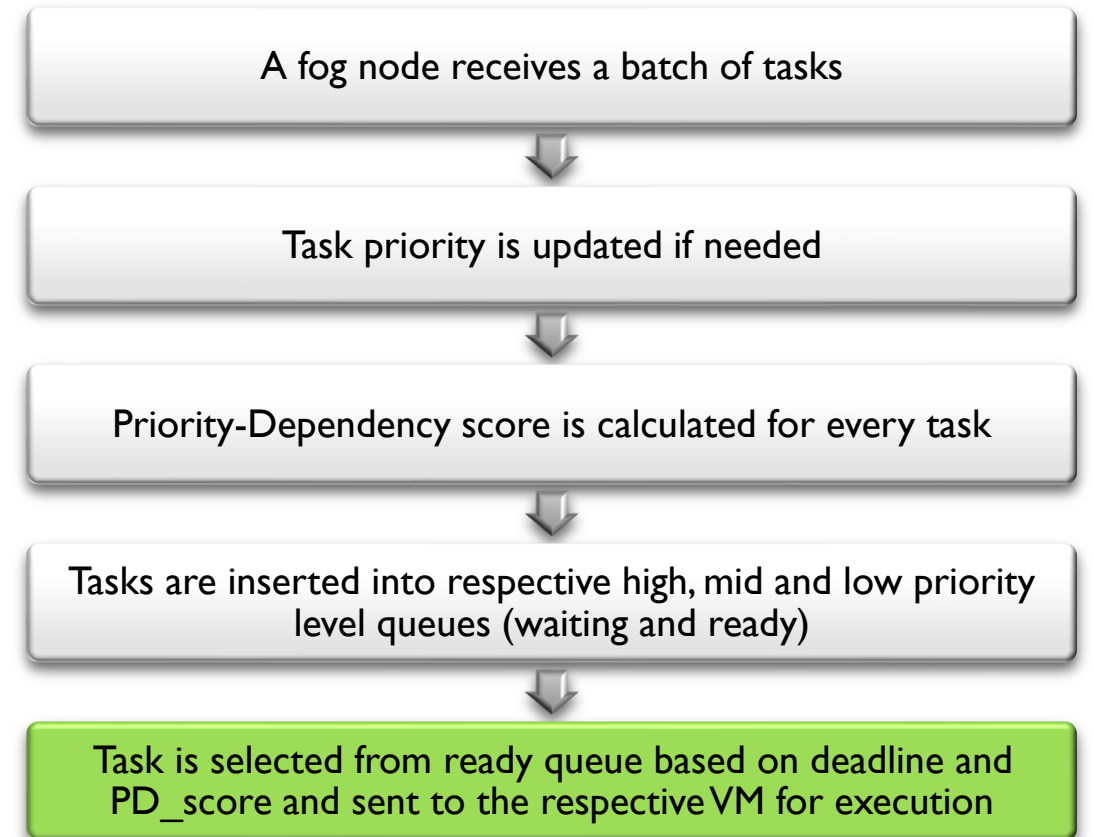 A fog node receives a batch of tasks
Task priority is updated if needed
Priority-Dependency score is calculated for every task
Tasks are inserted into respective high, mid and low priority
level queues (waiting and ready)
Task is selected from ready queue based on deadline and
PD_score and sent to the respective VM for execution